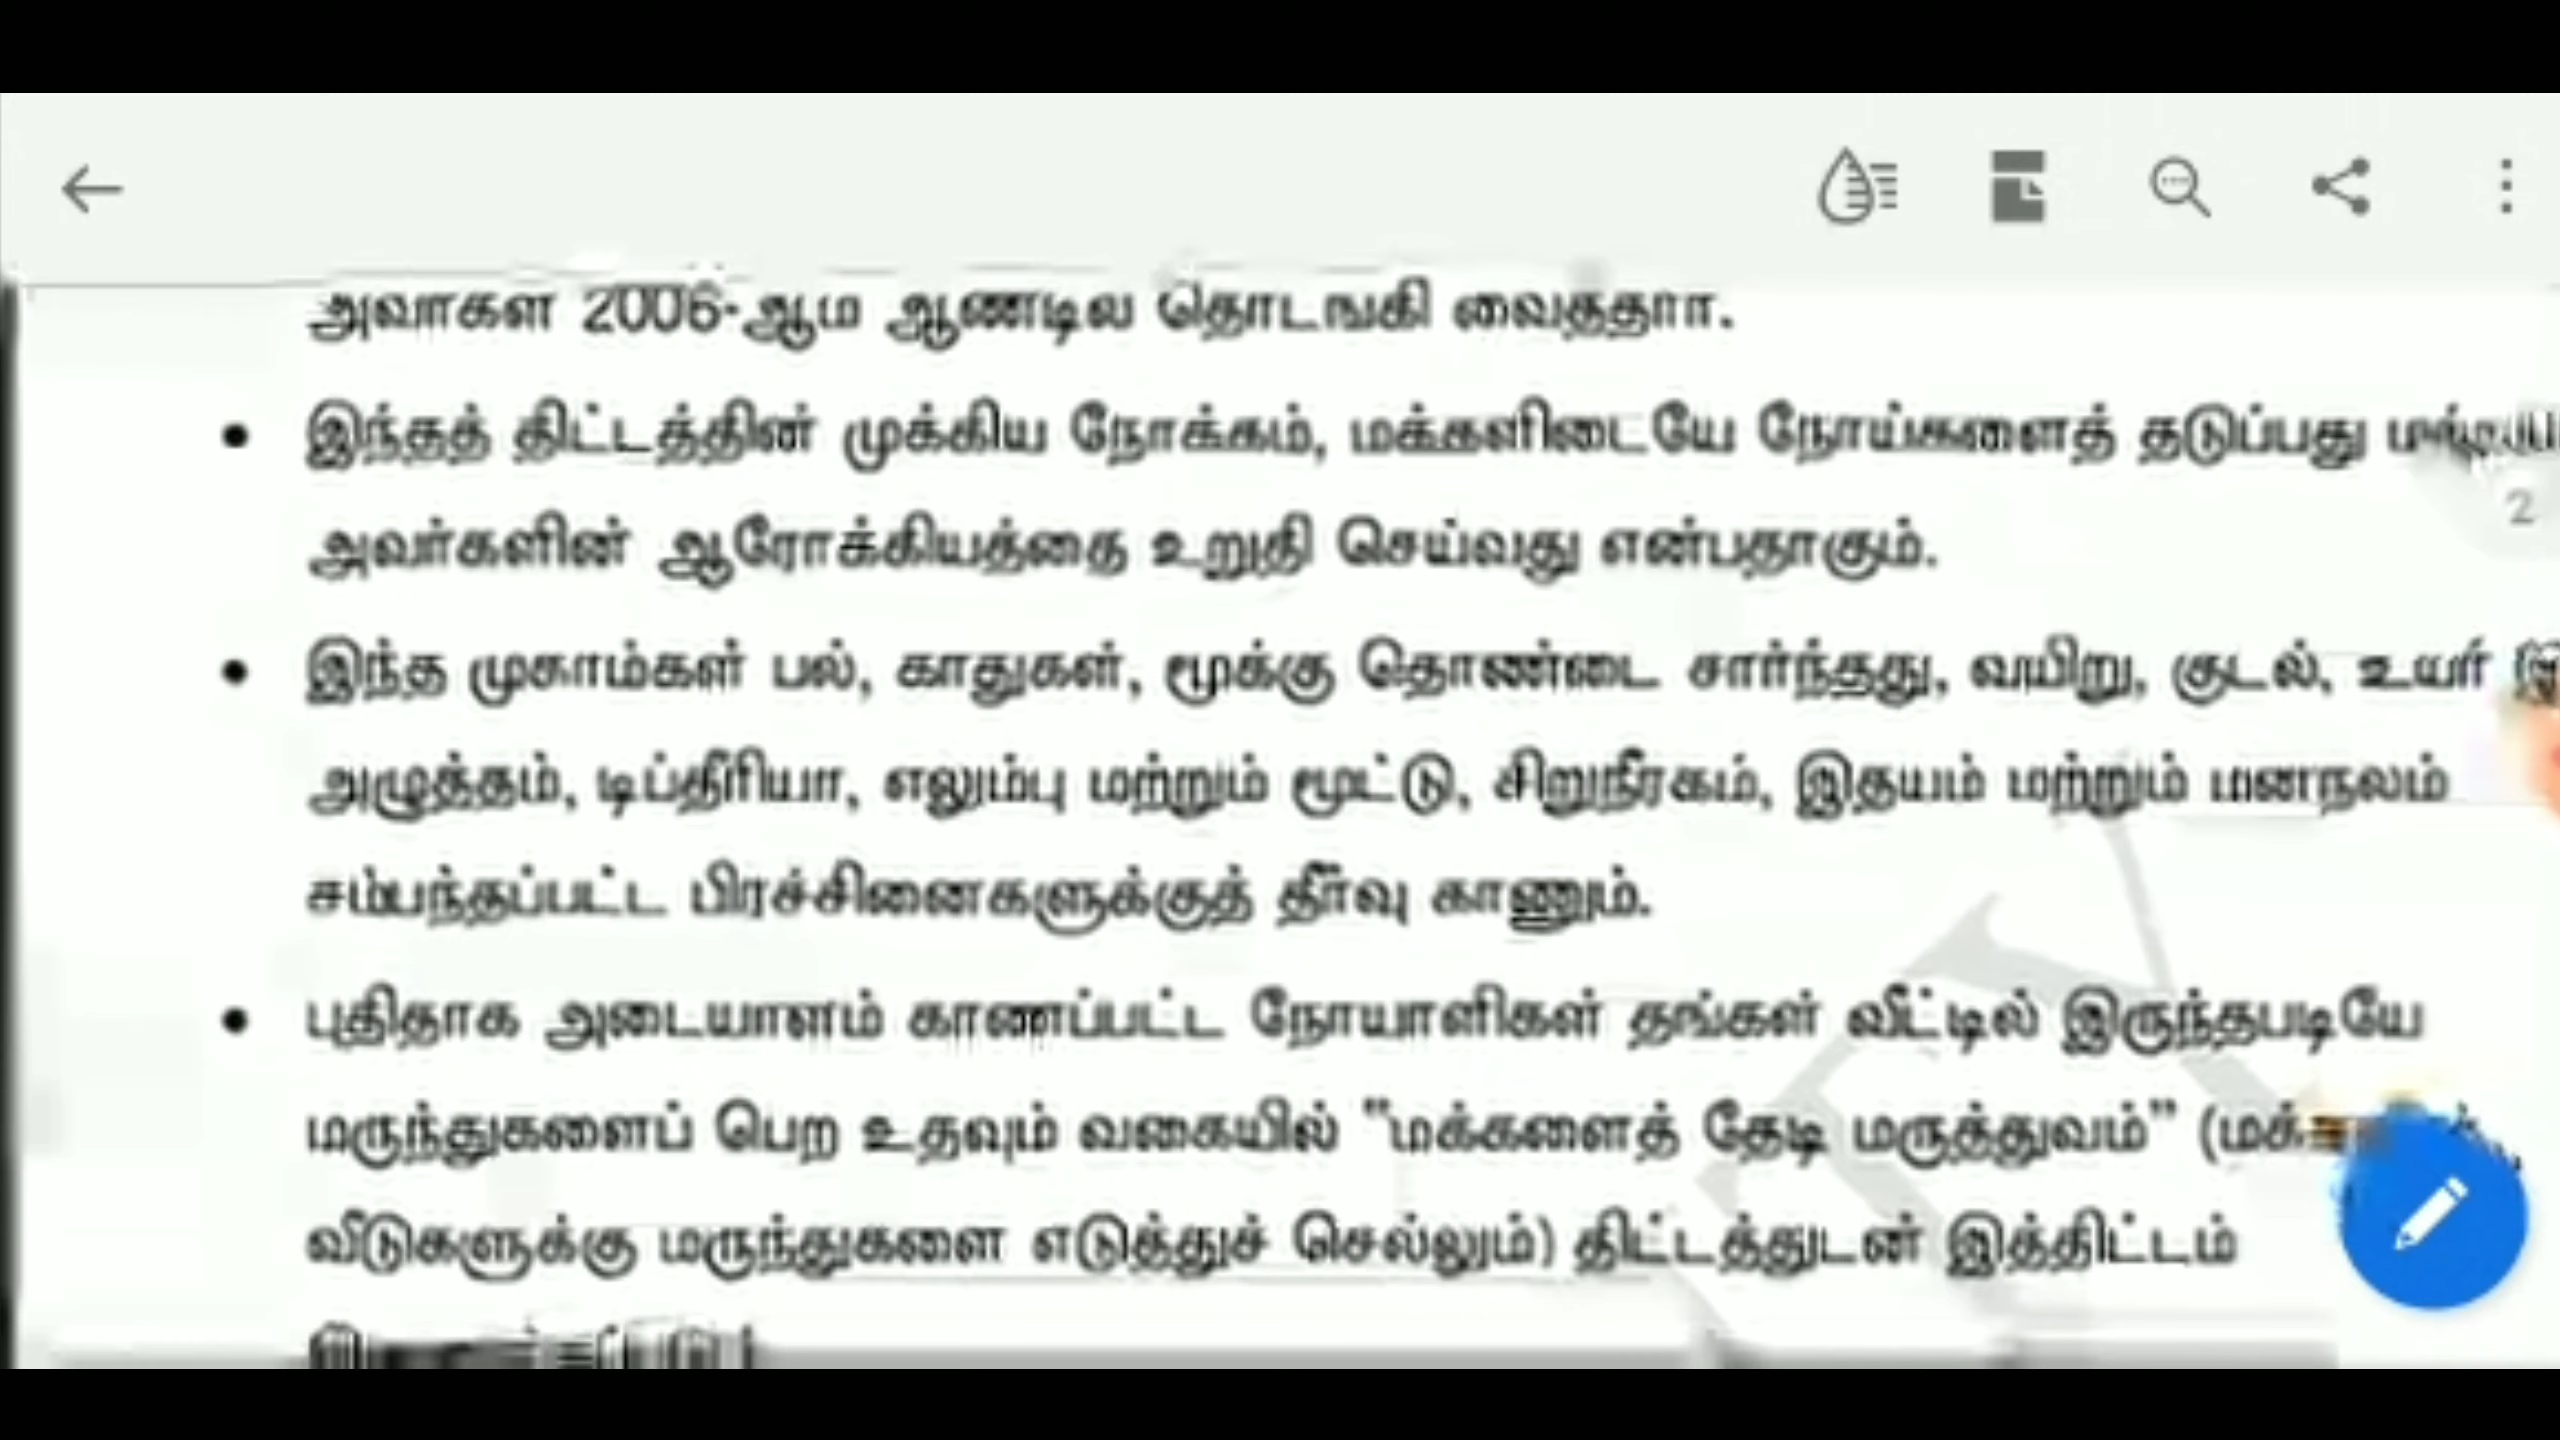 அவர்கள் 2006-ஆம் ஆண்டில் தொடங்கி வைத்தார்.
• இந்தத் திட்டத்தின் முக்கிய நோக்கம், மக்களிடையே நோய்களைத் தடுப்பது
2
அவர்களின் ஆரோக்கியத்தை உறுதி செய்வது என்பதாகும்.
• இந்த முகாம்கள் பல், காதுகள், மூக்கு தொண்டை சார்ந்தது, வயிறு, குடல், உயர்
அழுத்தம், டிப்தீரியா, எலும்பு மற்றும் மூட்டு, சிறுநீரகம், இதயம் மற்றும் மனநலம்
சம்பந்தப்பட்ட பிரச்சினைகளுக்குத் தீர்வு காணும்.
• புதிதாக அடையாளம் காணப்பட்ட நோயாளிகள் தங்கள் வீட்டில் இருந்தபடியே
மருந்துகளைப் பெற உதவும் வகையில் "மக்களைத் தேடி மருத்துவம்"
வீடுகளுக்கு மருந்துகளை எடுத்துச் செல்லும்) திட்டத்துடன் இத்திட்டம்